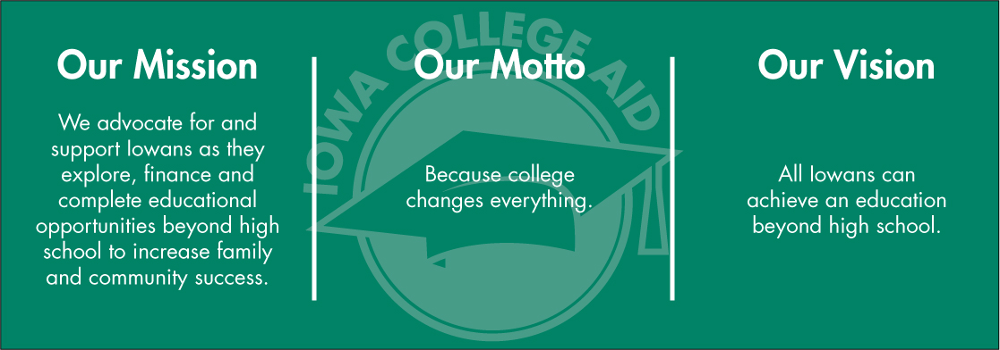 IOWA COLLEGE AID
Our Mission
We advocate for and
support Iowans as they
explore, finance and
complete educational
opportunities beyond high
school to increase family
and community success.
Our Motto
Because college
changes everything.
Our Vision
All Iowans can
achieve an education
beyond high school.